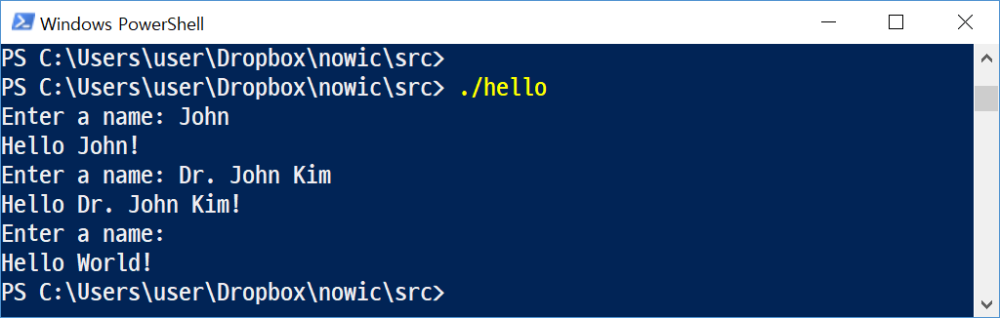 Windows PowerShell
PS C:\Users\user\Dropbox\nowic\src>
PS C:\Users\user\Dropbox\nowic\src> ./hello
Enter a name: John
Hello John!
Enter a name: Dr. John Kim
Hello Dr. John Kim!
Enter a name:
Hello World!
PS C:\Users\user\Dropbox\nowic\src>